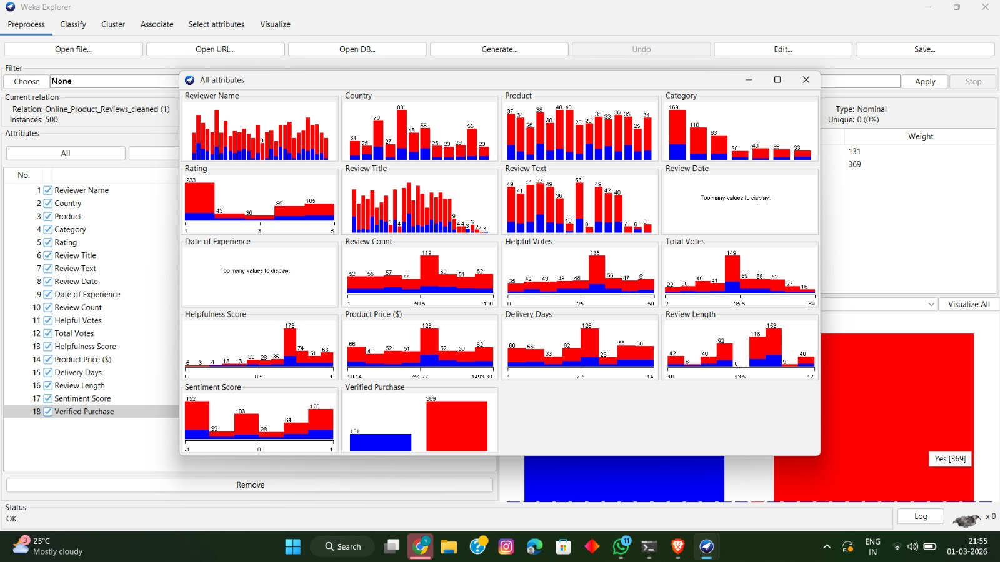 Weka Explorer
Preprocess Classify Cluster Associate Select attributes Visualize
Open file... Open URL... Open DB... Generate... Undo Edit... Save...
Filter
Choose None Apply Stop
Current relation
Relation: Online_Product_Reviews_cleaned (1)
Instances: 500
Type: Nominal
Unique: 0 (0%)
Attributes
All
No.
1 Reviewer Name
2 Country
3 Product
4 Category
5 Rating
6 Review Title
7 Review Text
8 Review Date
9 Date of Experience
10 Review Count
11 Helpful Votes
12 Total Votes
13 Helpfulness Score
14 Product Price ($)
15 Delivery Days
16 Review Length
17 Sentiment Score
18 Verified Purchase
Remove
Weight
131
369
Visualize All
Yes [369]
All attributes
Reviewer Name
9
Country
34 25 70 27 88 48 56 25 23 26 55 23
Product
37 34 26 38 30 40 40 28 29 35 33 36 35 25 34
Category
169 110 83 30 40 35 33
Rating
233 43 30 89 105
1 3 5
Review Title
5 4 9 4 4 3 5 2 1 1
Review Text
49 41 51 52 49 36 10 53 6 49 42 40 7 6 9
Review Date
Too many values to display.
Date of Experience
Too many values to display.
Review Count
52 55 57 44 119 60 51 62
1 50.5 100
Helpful Votes
35 42 43 43 48 135 56 47 51
0 25 50
Total Votes
22 30 49 41 149 59 55 52 27 16
2 35.5 69
Helpfulness Score
5 3 4 13 13 33 28 35 178 74 51 63
0 0.5 1
Product Price ($)
66 41 52 51 126 52 50 62
10.14 751.77 1493.39
Delivery Days
60 56 33 62 126 29 68 66
1 7.5 14
Review Length
42 6 40 92 0 118 153 9 40
10 13.5 17
Sentiment Score
152 33 103 28 64 120
-1 0 1
Verified Purchase
131 369
Status
OK
Log x 0
3
25°C
Mostly cloudy
Search
v
11
ENG
IN
21:55
01-03-2026